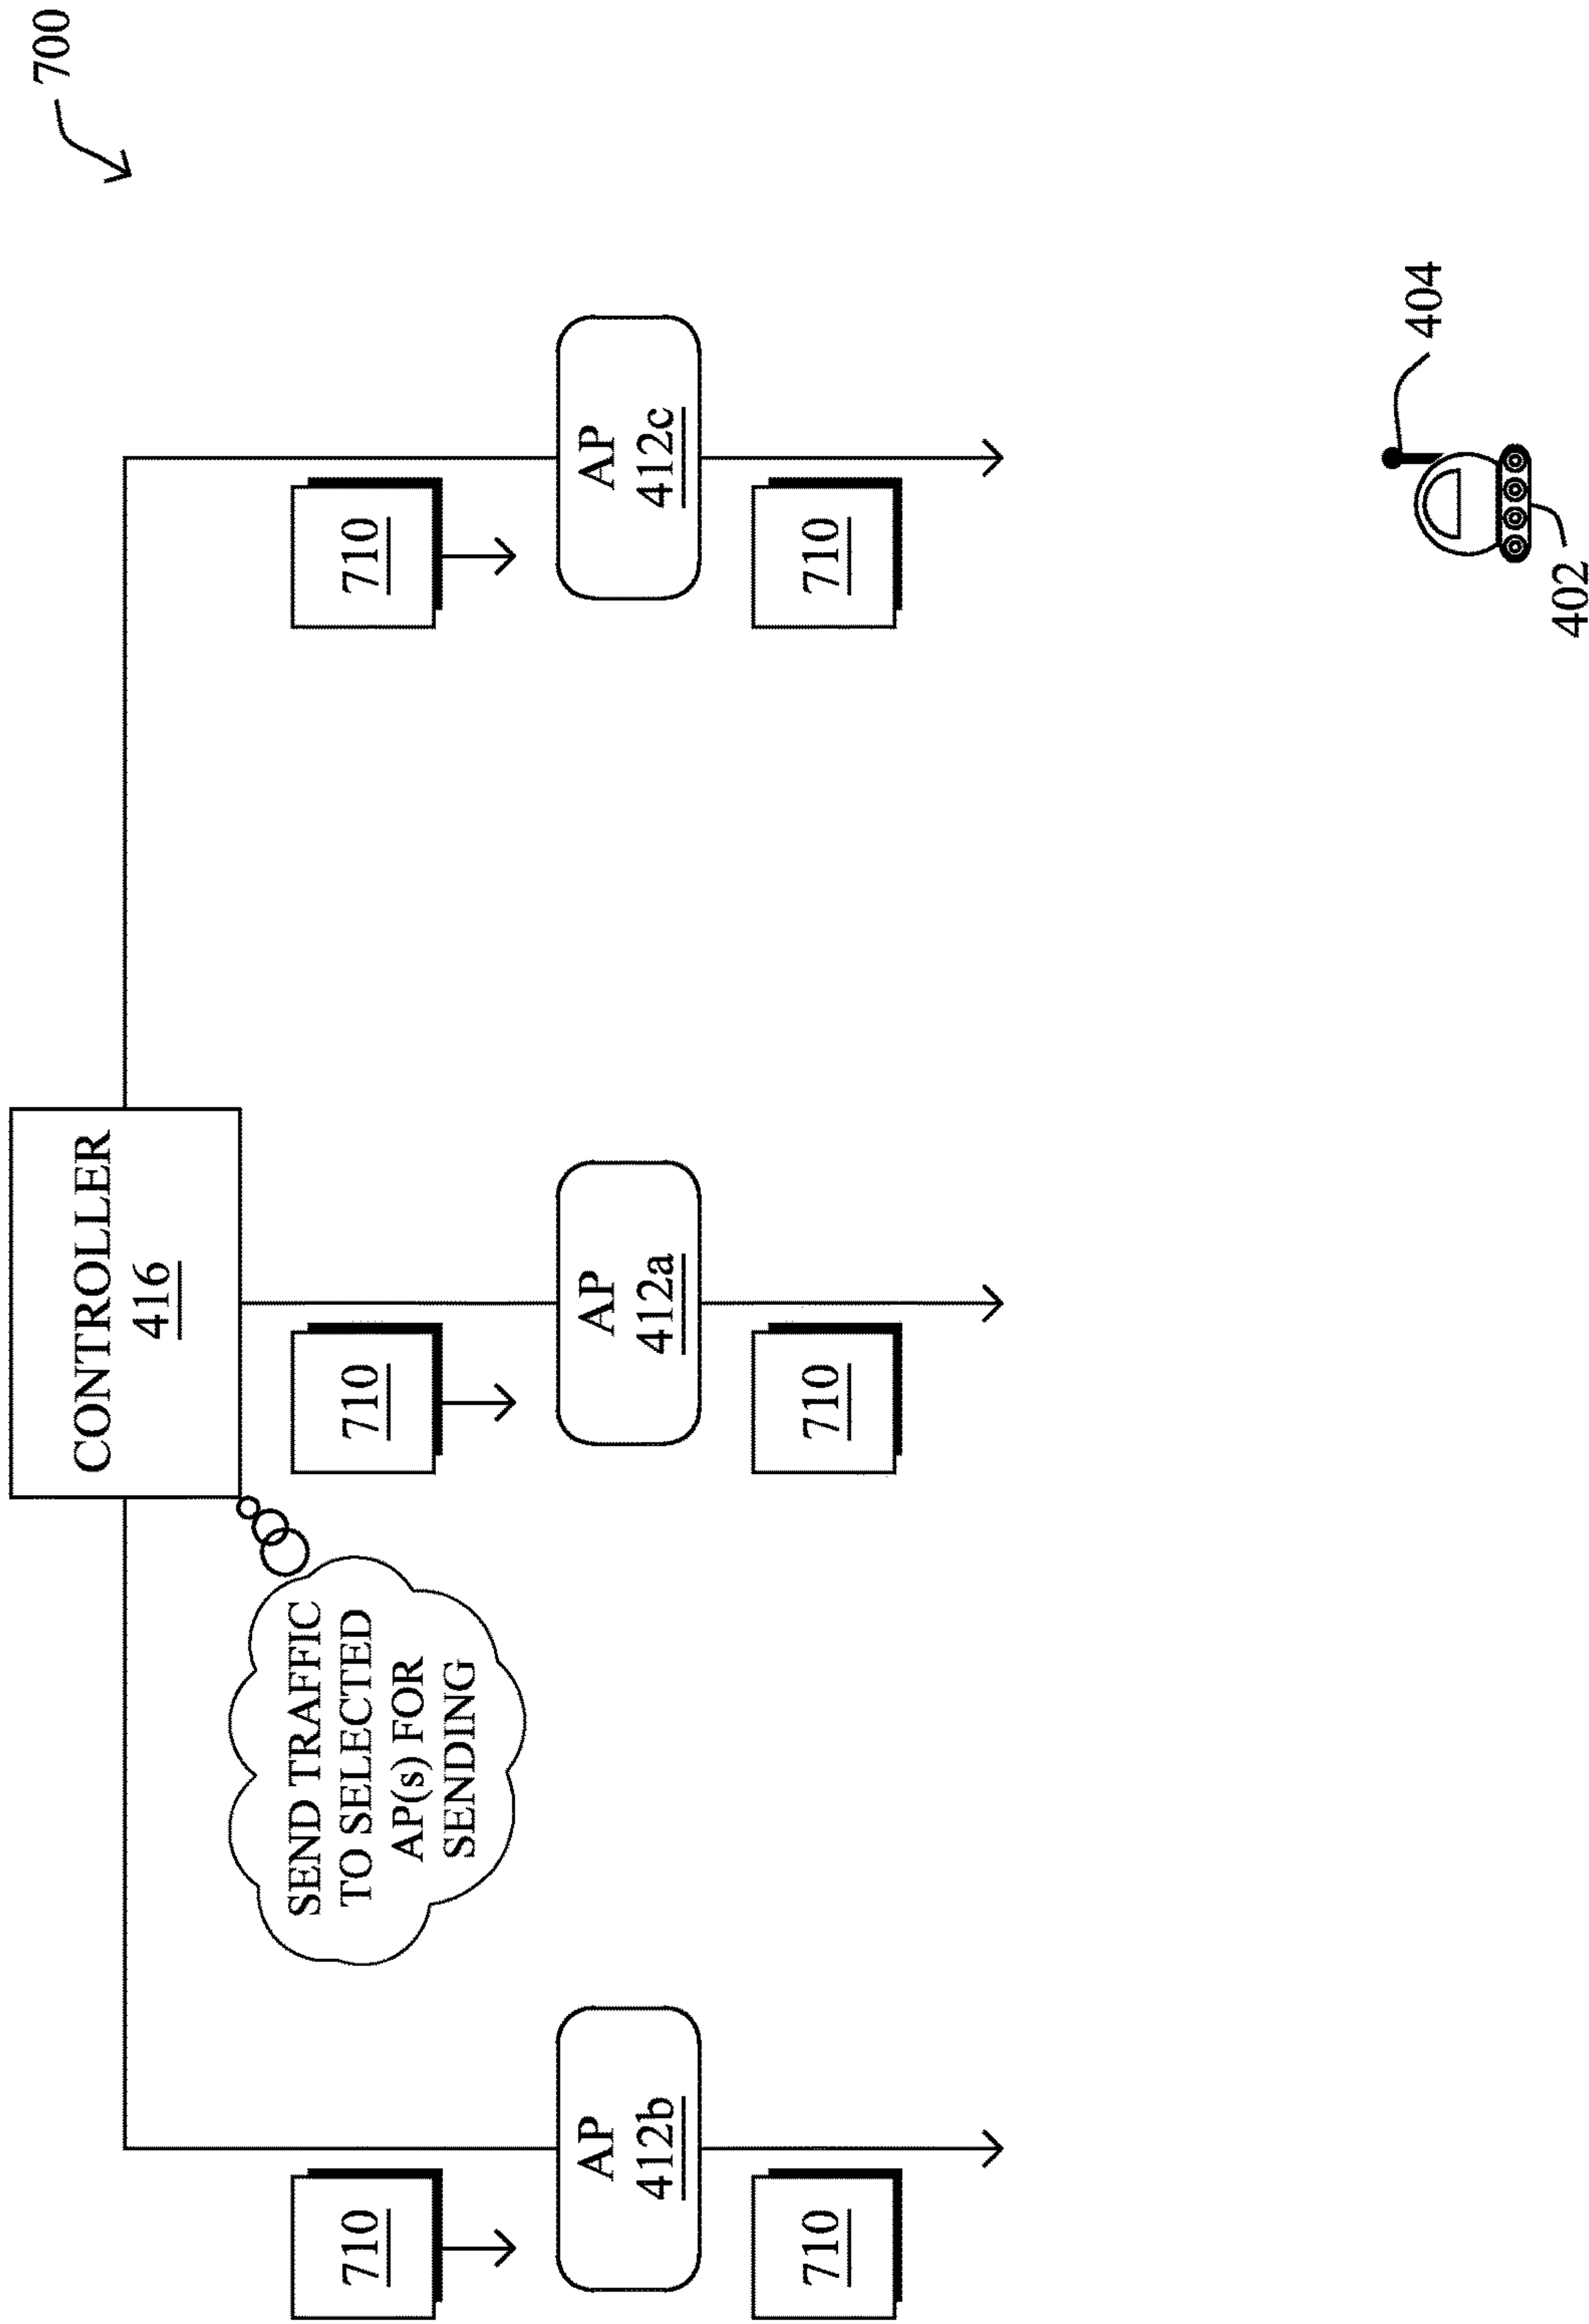 700
CONTROLLER
416
SEND TRAFFIC
TO SELECTED
AP(s) FOR
SENDING
710
710
710
AP
412b
AP
412a
AP
412c
710
710
710
404
402